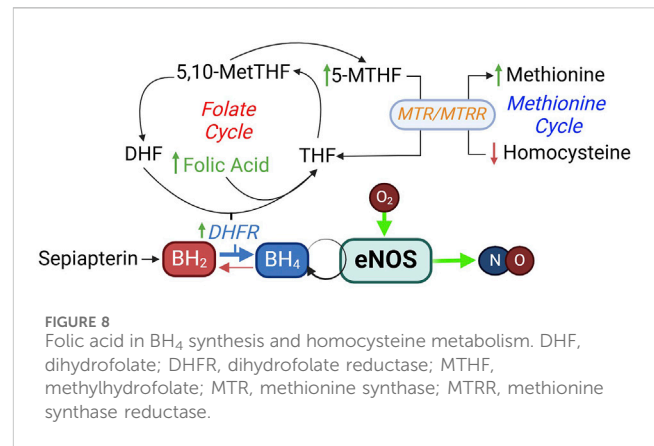 5,10-MetTHF
↑5-MTHF
↑Methionine
Folate
Cycle
MTR/MTRR
Methionine
Cycle
DHF
↑Folic Acid
THF
↓Homocysteine
O₂
↑DHFR
Sepiapterin
BH₂
BH₄
eNOS
N O
FIGURE 8
Folic acid in BH₄ synthesis and homocysteine metabolism. DHF,
dihydrofolate; DHFR, dihydrofolate reductase; MTHF,
methylhydrofolate; MTR, methionine synthase; MTRR, methionine
synthase reductase.